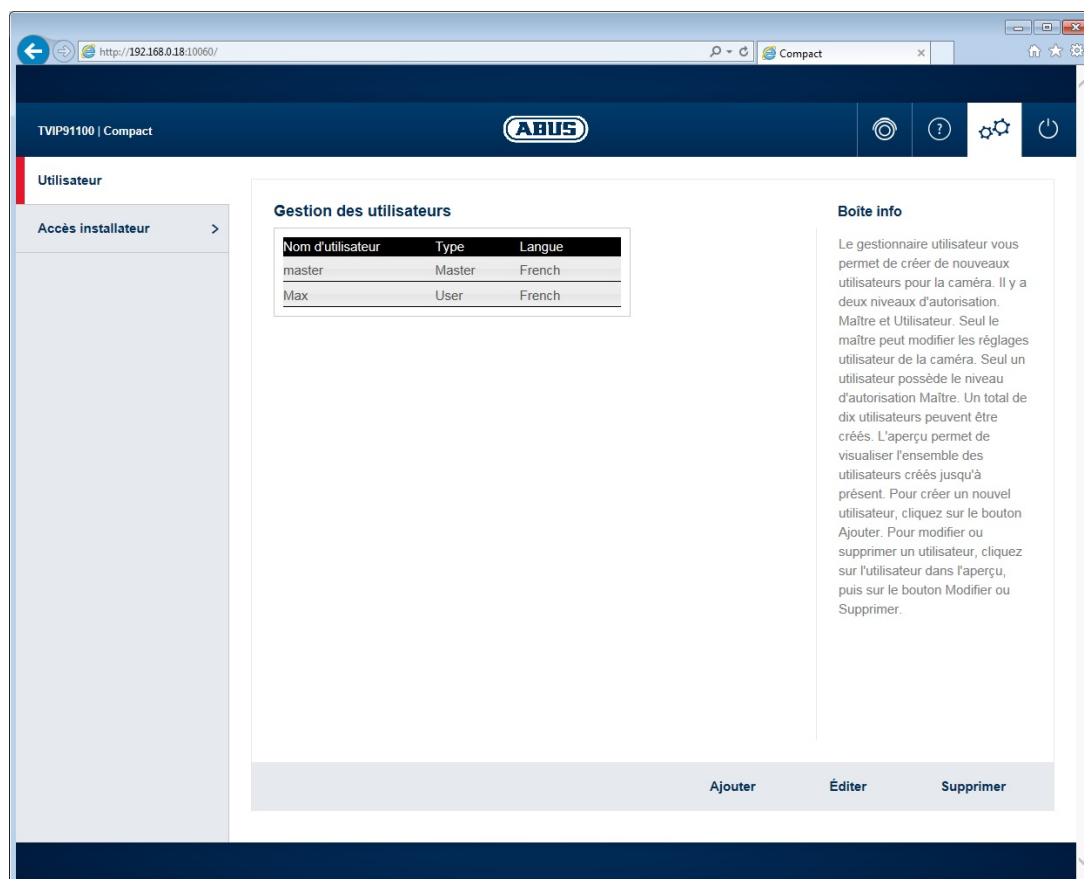 http://192.168.0.18:10060/
Compact
TVIP91100 | Compact
ABUS
?
Utilisateur
Accès installateur >
Gestion des utilisateurs
Nom d'utilisateur Type Langue
master Master French
Max User French
Boîte info
Le gestionnaire utilisateur vous
permet de créer de nouveaux
utilisateurs pour la caméra. Il y a
deux niveaux d'autorisation.
Maître et Utilisateur. Seul le
maître peut modifier les réglages
utilisateur de la caméra. Seul un
utilisateur possède le niveau
d'autorisation Maître. Un total de
dix utilisateurs peuvent être
créés. L'aperçu permet de
visualiser l'ensemble des
utilisateurs créés jusqu'à
présent. Pour créer un nouvel
utilisateur, cliquez sur le bouton
Ajouter. Pour modifier ou
supprimer un utilisateur, cliquez
sur l'utilisateur dans l'aperçu,
puis sur le bouton Modifier ou
Supprimer.
Ajouter Éditer Supprimer